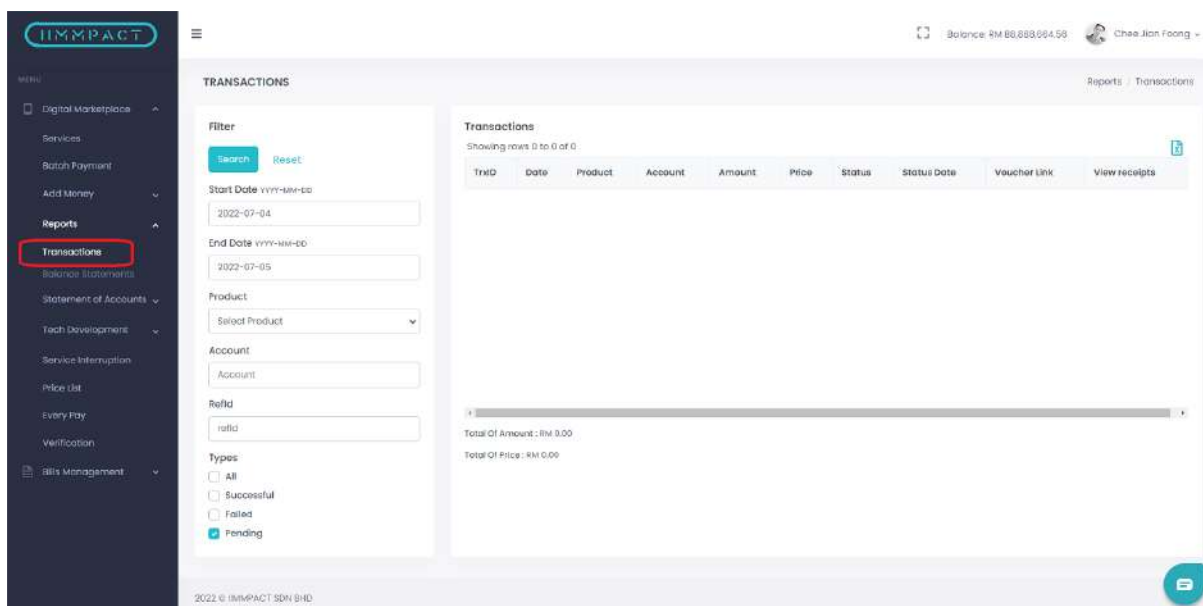 IIMMPACT
Balance: RM 88,888,664.56
Chee Jian Foong
MENU
Digital Marketplace
Services
Batch Payment
Add Money
Reports
Transactions
Balance Statements
Statement of Accounts
Tech Development
Service Interruption
Price List
Every Pay
Verification
Bills Management
TRANSACTIONS
Reports / Transactions
Filter
Search Reset
Start Date YYYY-MM-DD
2022-07-04
End Date YYYY-MM-DD
2022-07-05
Product
Select Product
Account
Account
RefId
refId
Types
All
Successful
Failed
Pending
Transactions
Showing rows 0 to 0 of 0
TrxID Date Product Account Amount Price Status Status Date Voucher Link View receipts
Total Of Amount : RM 0.00
Total Of Price : RM 0.00
2022 © IIMMPACT SDN BHD